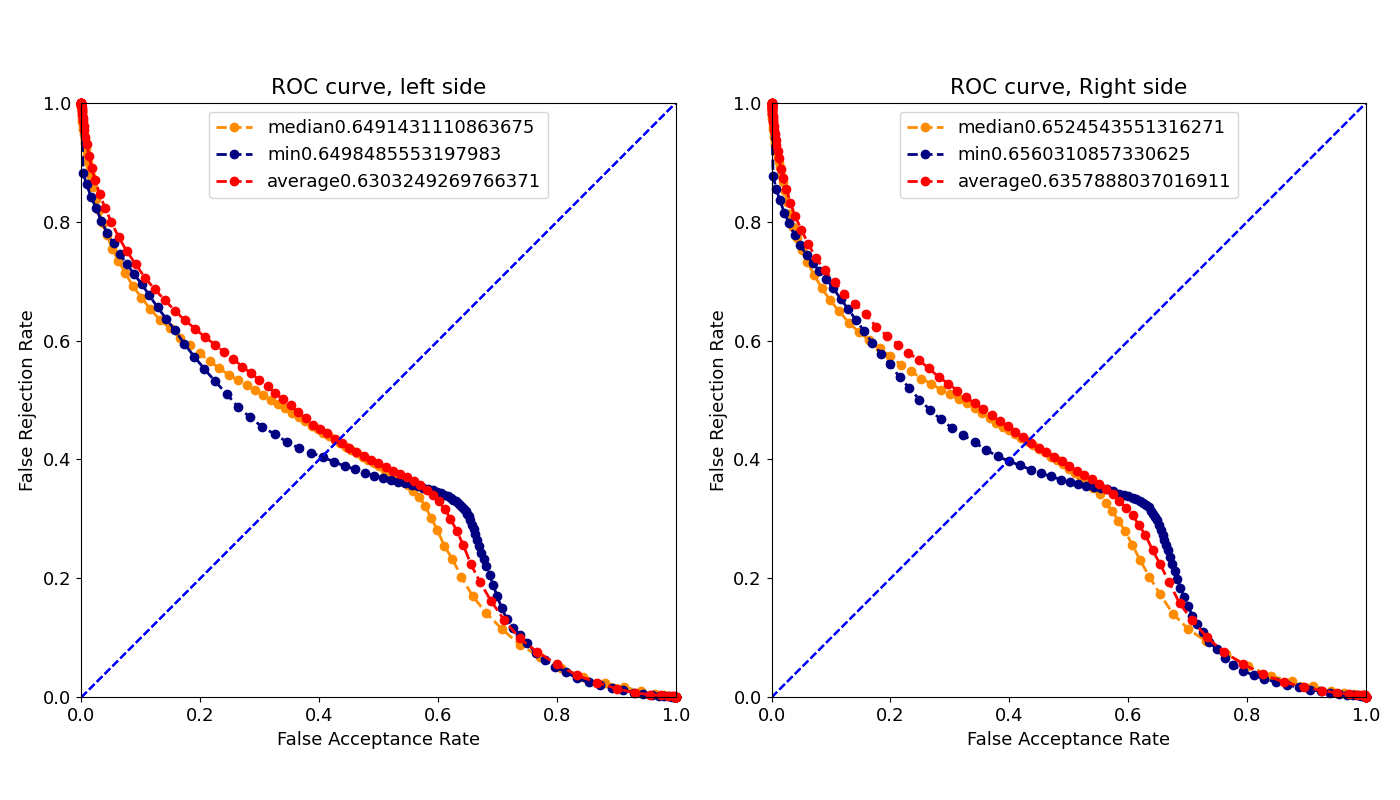 ROC curve, left side
median0.6491431110863675
min0.6498485553197983
average0.6303249269766371
1.0
0.8
0.6
0.4
0.2
0.0
False Rejection Rate
0.0 0.2 0.4 0.6 0.8 1.0
False Acceptance Rate
ROC curve, Right side
median0.6524543551316271
min0.6560310857330625
average0.6357888037016911
1.0
0.8
0.6
0.4
0.2
0.0
False Rejection Rate
0.0 0.2 0.4 0.6 0.8 1.0
False Acceptance Rate